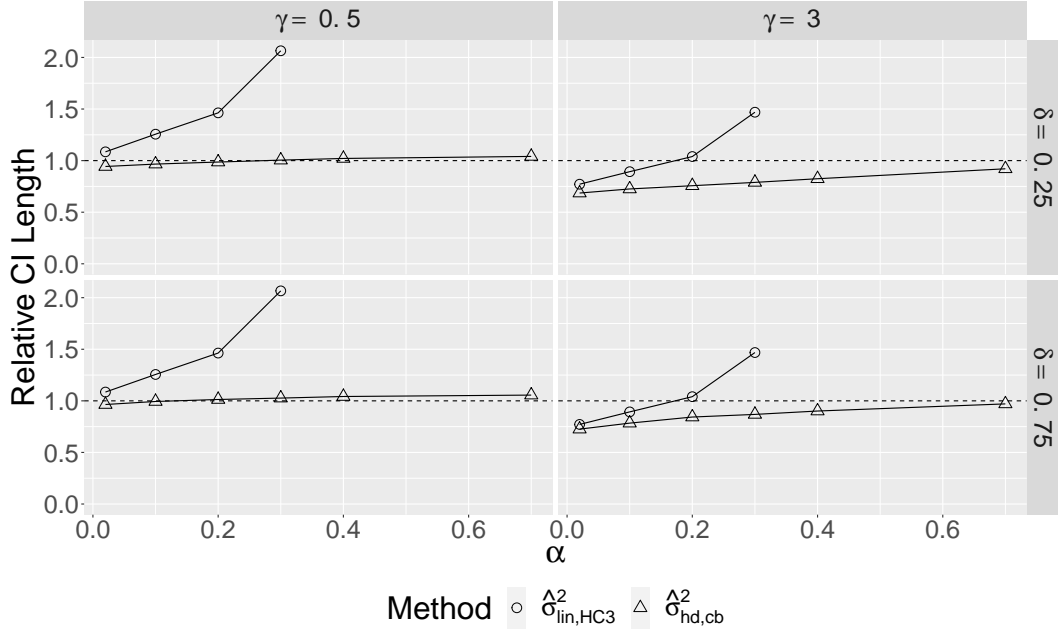 γ = 0.5
γ = 3
Relative CI Length
2.0
1.5
1.0
0.5
0.0
δ = 0.25
2.0
1.5
1.0
0.5
0.0
δ = 0.75
0.0 0.2 0.4 0.6 0.0 0.2 0.4 0.6
α
Method σ̂²lin,HC3 σ̂²hd,cb